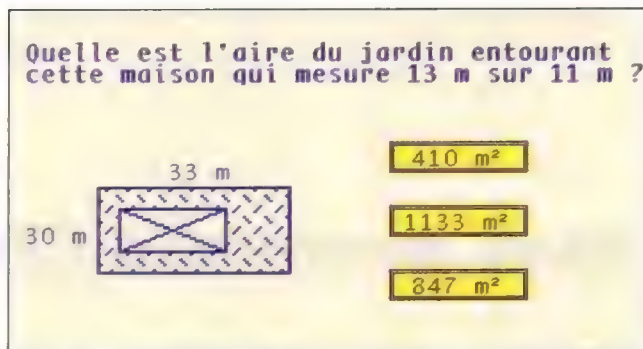 Quelle est l'aire du jardin entourant
cette maison qui mesure 13 m sur 11 m ?
33 m
30 m
410 m²
1133 m²
847 m²